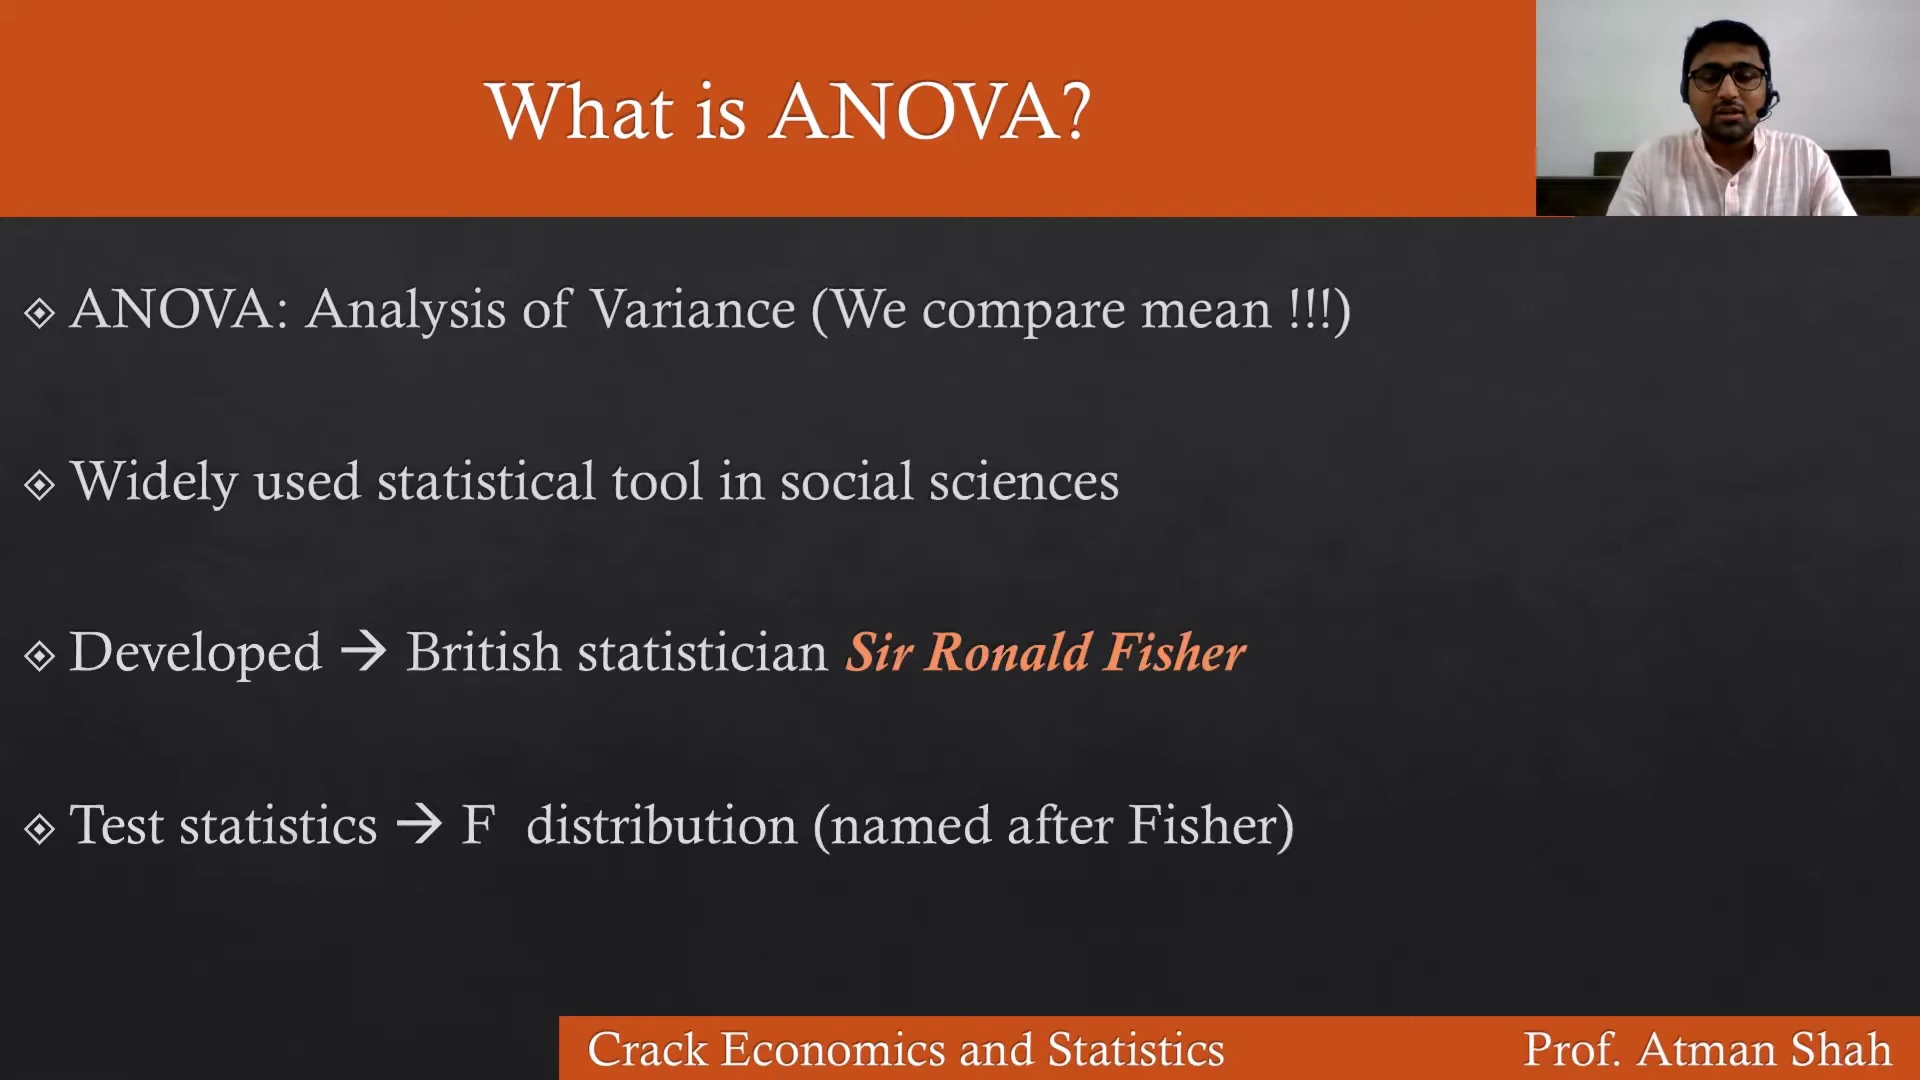 What is ANOVA?
ANOVA: Analysis of Variance (We compare mean !!!)
Widely used statistical tool in social sciences
Developed → British statistician Sir Ronald Fisher
Test statistics → F distribution (named after Fisher)
Crack Economics and Statistics
Prof. Atman Shah